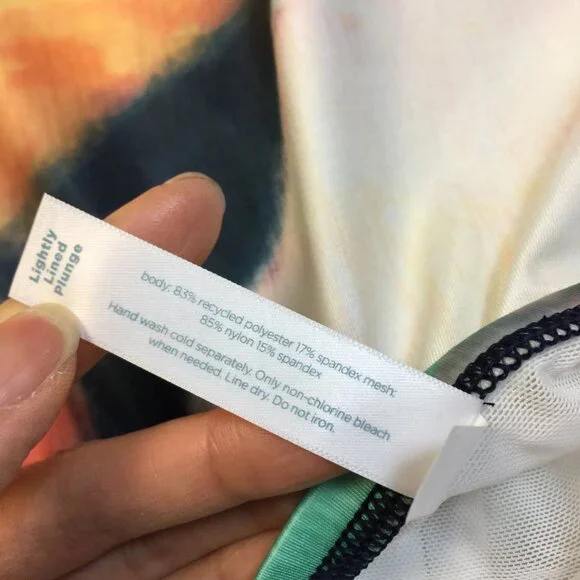 Lightly
Lined
Plunge
body: 83% recycled polyester 17% spandex mesh:
85% nylon 15% spandex
Hand wash cold separately. Only non-chlorine bleach
when needed. Line dry. Do not iron.